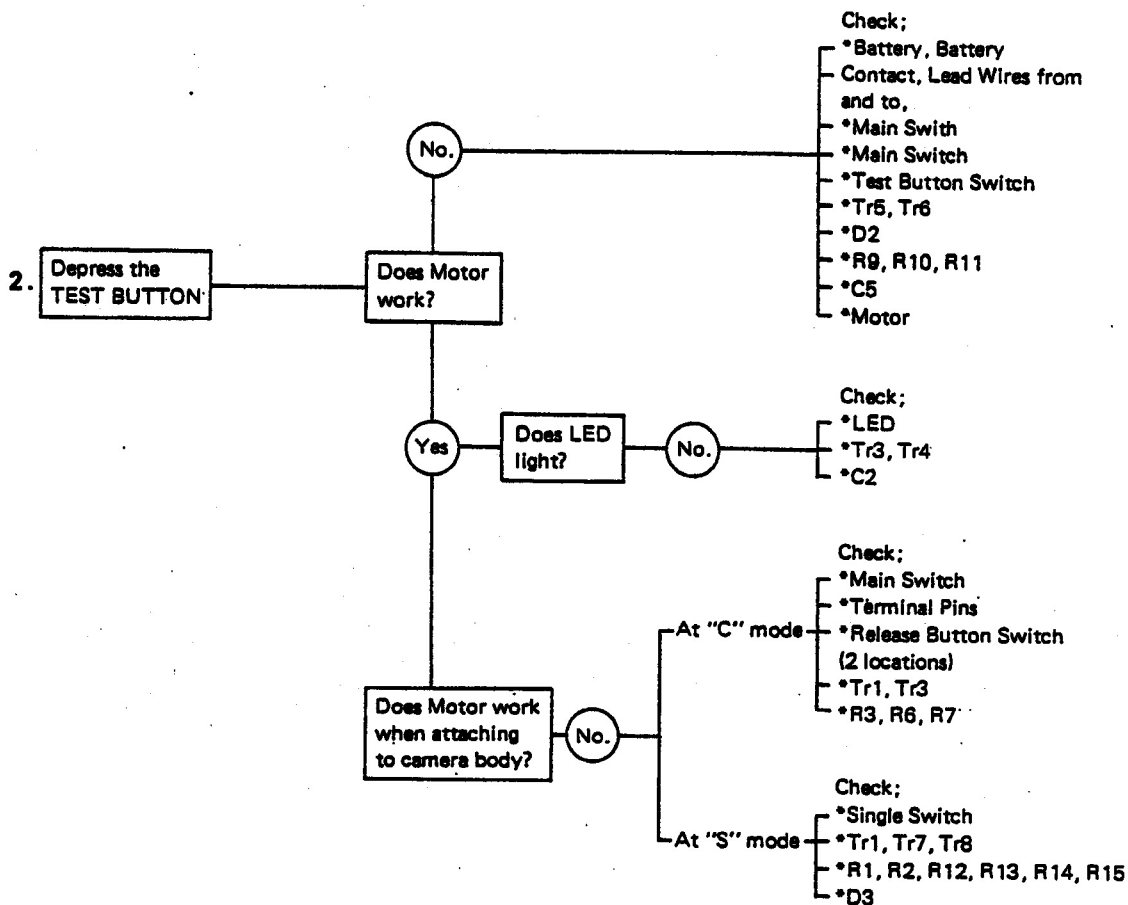 Check;
*Battery, Battery
Contact, Lead Wires from
and to,
*Main Swith
*Main Switch
*Test Button Switch
*Tr5, Tr6
*D2
*R9, R10, R11
*C5
*Motor
No.
2.
Depress the
TEST BUTTON
Does Motor
work?
Check;
*LED
*Tr3, Tr4
*C2
Yes
Does LED
light?
No.
Check;
*Main Switch
*Terminal Pins
*Release Button Switch
(2 locations)
*Tr1, Tr3
*R3, R6, R7
At "C" mode
Does Motor work
when attaching
to camera body?
No.
At "S" mode
Check;
*Single Switch
*Tr1, Tr7, Tr8
*R1, R2, R12, R13, R14, R15
*D3